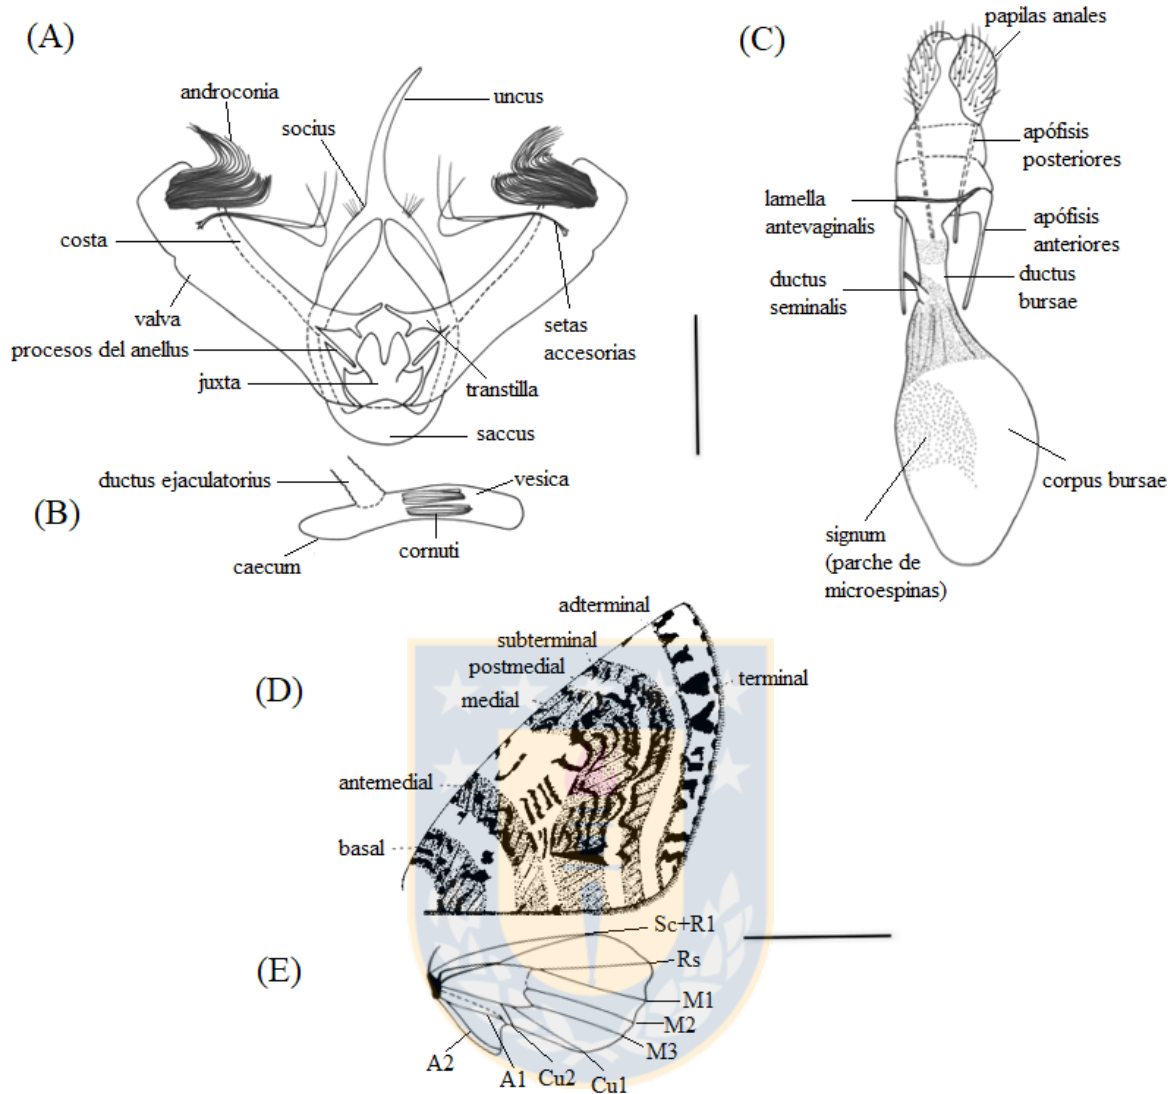 (A)
androconia
socius
uncus
costa
valva
procesos del anellus
juxta
setas
accesorias
transtilla
saccus
(B)
ductus ejaculatorius
vesica
cornuti
caecum
(C)
papilas anales
apófisis
posteriores
lamella
antevaginalis
apófisis
anteriores
ductus
seminalis
ductus
bursae
corpus bursae
signum
(parche de
microespinas)
(D)
adterminal
subterminal
postmedial
medial
terminal
antemedial
basal
(E)
Sc+R1
Rs
M1
M2
M3
A2
A1
Cu2
Cu1